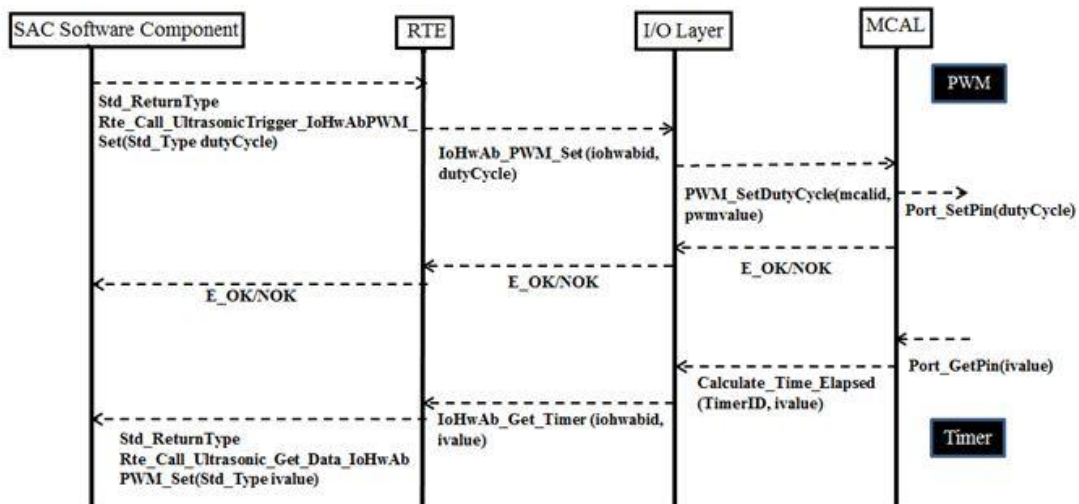 SAC Software Component
RTE
I/O Layer
MCAL
PWM
Std_ReturnType
Rte_Call_UltrasonicTrigger_IoHwAbPWM_
Set(Std_Type dutyCycle)
IoHwAb_PWM_Set (iohwabid,
dutyCycle)
PWM_SetDutyCycle(mcalid,
pwmvalue)
Port_SetPin(dutyCycle)
E_OK/NOK
E_OK/NOK
E_OK/NOK
Port_GetPin(ivalue)
Calculate_Time_Elapsed
(TimerID, ivalue)
IoHwAb_Get_Timer (iohwabid,
ivalue)
Std_ReturnType
Rte_Call_Ultrasonic_Get_Data_IoHwAb
PWM_Set(Std_Type ivalue)
Timer